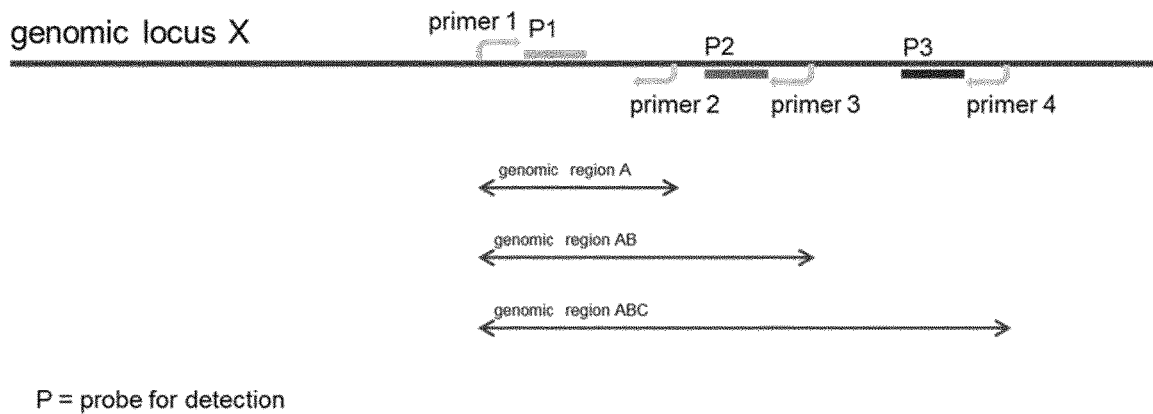 primer 1
genomic locus X
P1
P2
P3
primer 2
primer 3
primer 4
genomic region A
genomic region AB
genomic region ABC
P = probe for detection